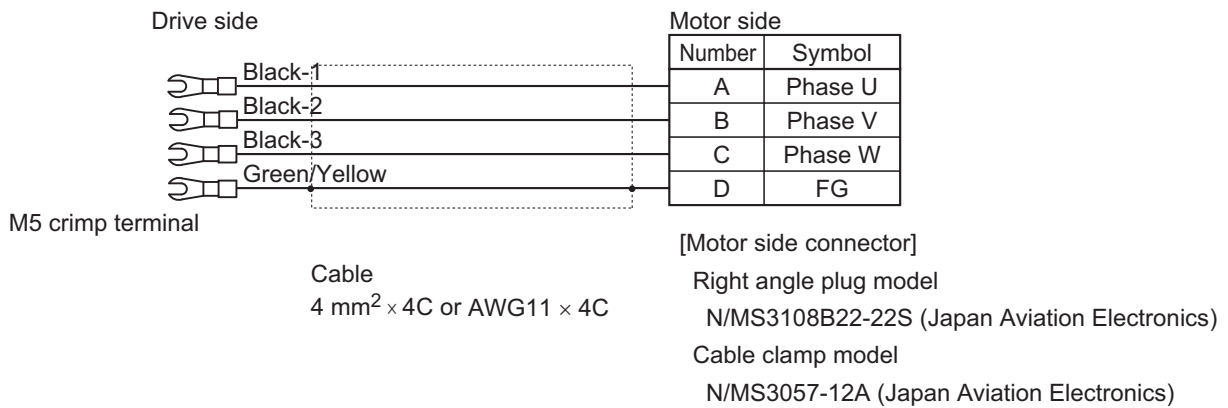 Drive side
Motor side
Number Symbol
Black-1
A Phase U
Black-2
B Phase V
Black-3
C Phase W
Green/Yellow
D FG
M5 crimp terminal
[Motor side connector]
Cable
Right angle plug model
4 mm² × 4C or AWG11 × 4C
N/MS3108B22-22S (Japan Aviation Electronics)
Cable clamp model
N/MS3057-12A (Japan Aviation Electronics)